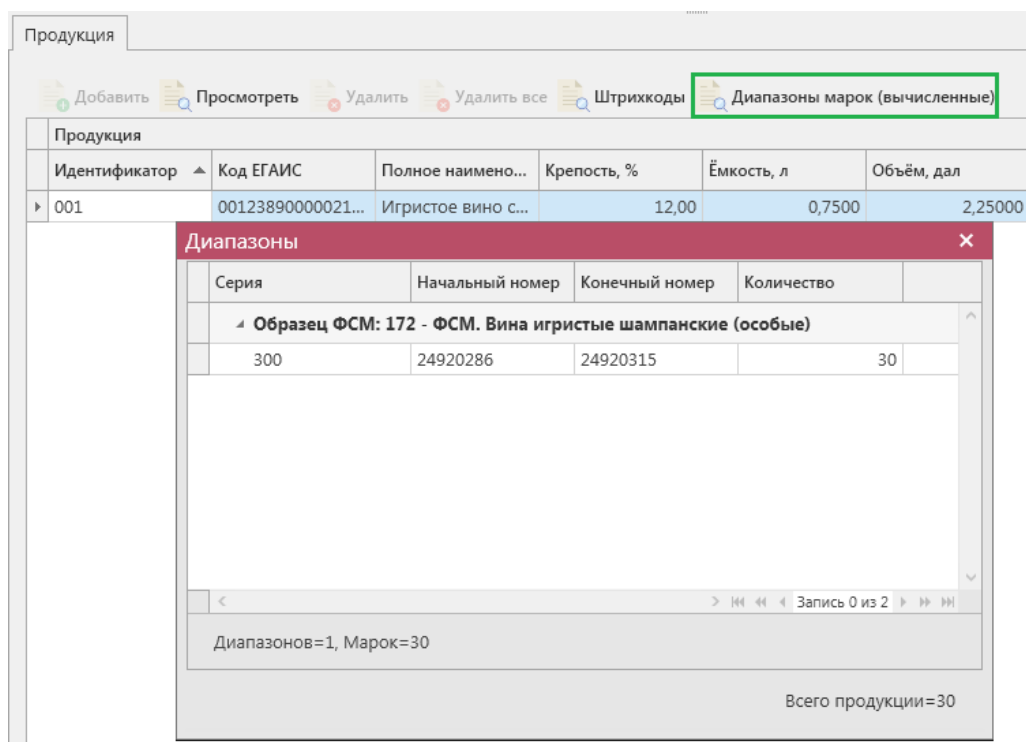 Продукция
Добавить Просмотреть Удалить Удалить все Штрихкоды Диапазоны марок (вычисленные)
Продукция
Идентификатор Код ЕГАИС Полное наимено... Крепость, % Ёмкость, л Объём, дал
001 00123890000021... Игристое вино с... 12,00 0,7500 2,25000
Диапазоны
Серия Начальный номер Конечный номер Количество
Образец ФСМ: 172 - ФСМ. Вина игристые шампанские (особые)
300 24920286 24920315 30
Запись 0 из 2
Диапазонов=1, Марок=30
Всего продукции=30